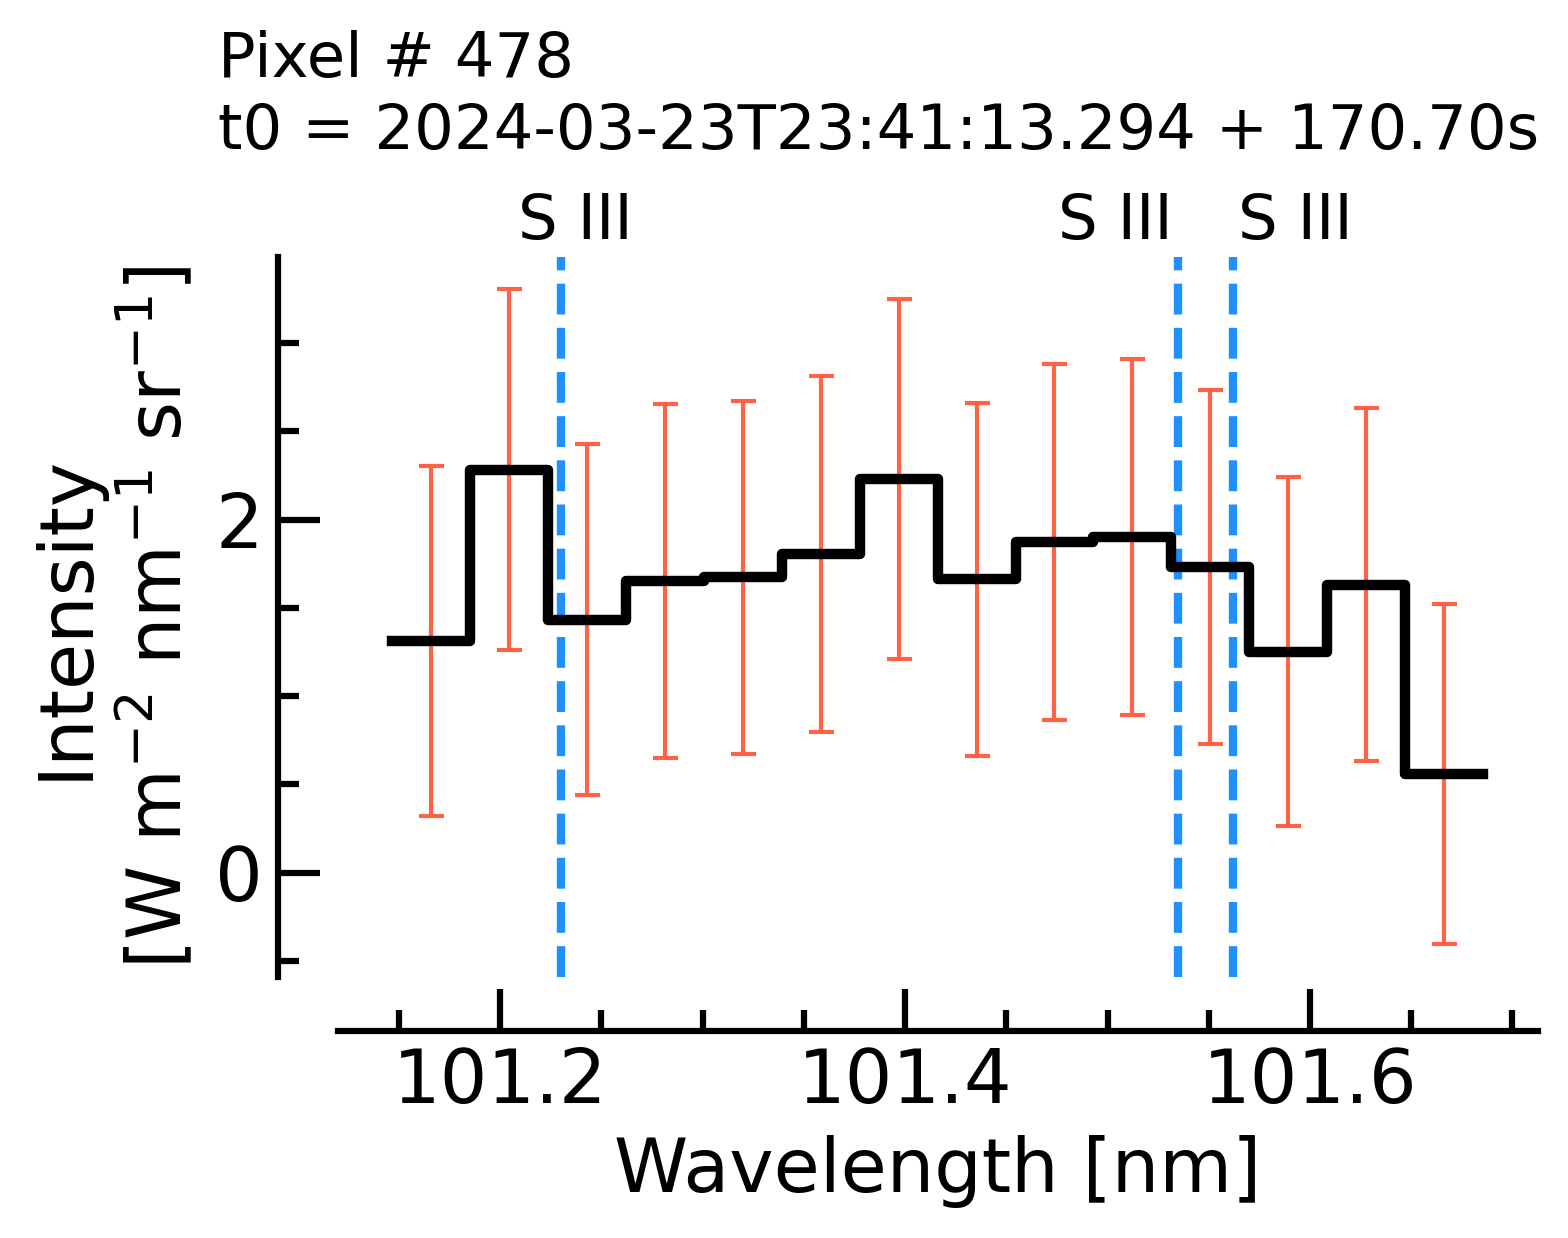 Pixel # 478
t0 = 2024-03-23T23:41:13.294 + 170.70s
S III S III S III
Intensity
[W m⁻² nm⁻¹ sr⁻¹]
2
0
101.2 101.4 101.6
Wavelength [nm]